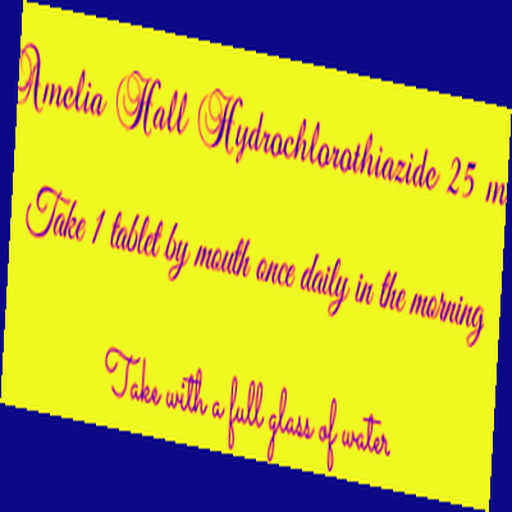 Amelia Hall Hydrochlorothiazide 25 m
Take 1 tablet by mouth once daily in the morning
Take with a full glass of water